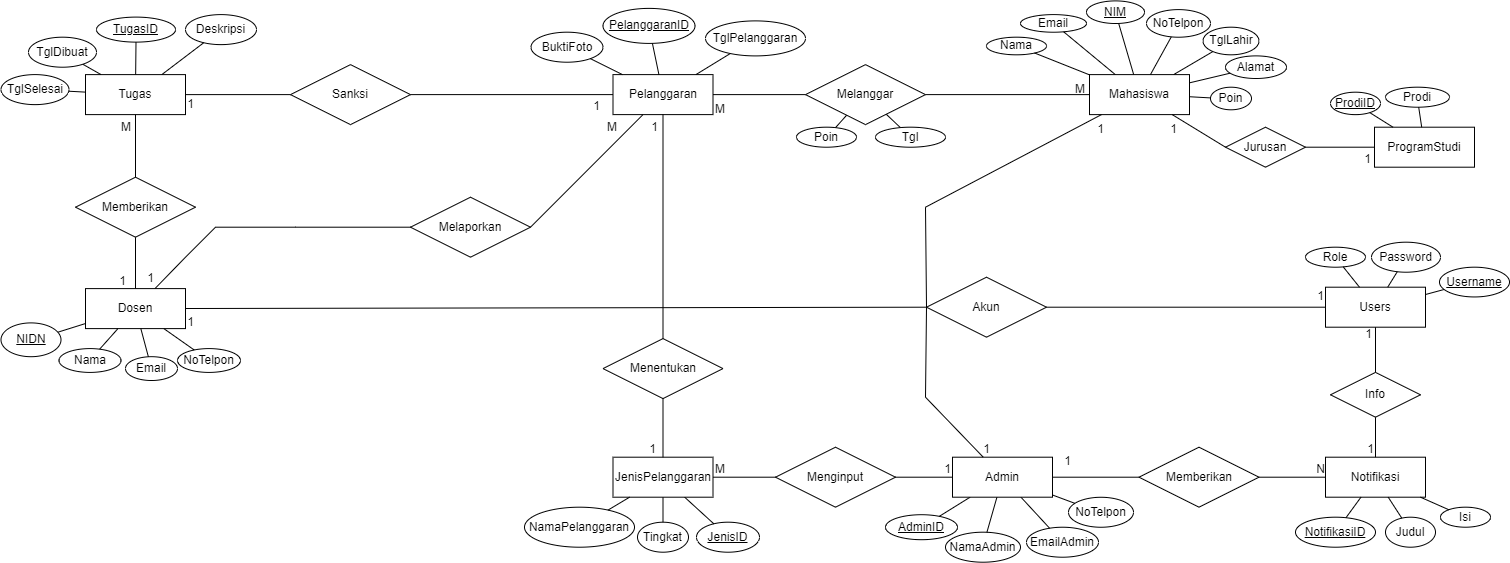 TugasID
Deskripsi
TglDibuat
TglSelesai
Tugas
1
M
Sanksi
PelanggaranID
BuktiFoto
TglPelanggaran
Pelanggaran
1
M
1
M
Melanggar
Poin
Tgl
NIM
Email
NoTelpon
Nama
TglLahir
Alamat
Poin
M
Mahasiswa
1
1
ProdiID
Prodi
Jurusan
1
ProgramStudi
Memberikan
Melaporkan
1
1
Dosen
1
NIDN
Nama
Email
NoTelpon
Akun
Role
Password
Username
1
Users
1
Menentukan
Info
1
JenisPelanggaran
M
NamaPelanggaran
Tingkat
JenisID
Menginput
1
1
Admin
1
AdminID
NamaAdmin
EmailAdmin
NoTelpon
Memberikan
N
1
Notifikasi
NotifikasiID
Judul
Isi